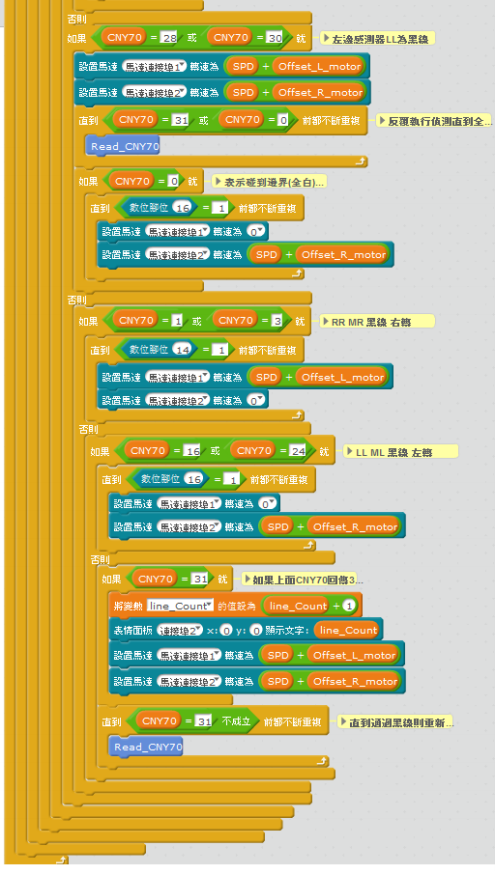 否則
如果 CNY70 = 28 或 CNY70 = 30 就 左邊感測器LL為黑線
設置馬達 馬達連接埠1 轉速為 SPD + Offset_L_motor
設置馬達 馬達連接埠2 轉速為 SPD + Offset_R_motor
直到 CNY70 = 31 或 CNY70 = 0 前都不斷重複 反覆執行偵測直到全...
Read_CNY70
如果 CNY70 = 0 就 表示碰到邊界(全白)...
直到 數位腳位 16 = 1 前都不斷重複
設置馬達 馬達連接埠1 轉速為 0
設置馬達 馬達連接埠2 轉速為 SPD + Offset_R_motor
否則
如果 CNY70 = 1 或 CNY70 = 3 就 RR MR 黑線 右轉
直到 數位腳位 14 = 1 前都不斷重複
設置馬達 馬達連接埠1 轉速為 SPD + Offset_L_motor
設置馬達 馬達連接埠2 轉速為 0
否則
如果 CNY70 = 16 或 CNY70 = 24 就 LL ML 黑線 左轉
直到 數位腳位 16 = 1 前都不斷重複
設置馬達 馬達連接埠1 轉速為 0
設置馬達 馬達連接埠2 轉速為 SPD + Offset_R_motor
否則
如果 CNY70 = 31 就 如果上面CNY70回傳3...
將變數 line_Count 的值設為 line_Count + 1
表情面板 連接埠2 x: 0 y: 0 顯示文字: line_Count
設置馬達 馬達連接埠1 轉速為 SPD + Offset_L_motor
設置馬達 馬達連接埠2 轉速為 SPD + Offset_R_motor
直到 CNY70 = 31 不成立 前都不斷重複 直到通過黑線則重新...
Read_CNY70